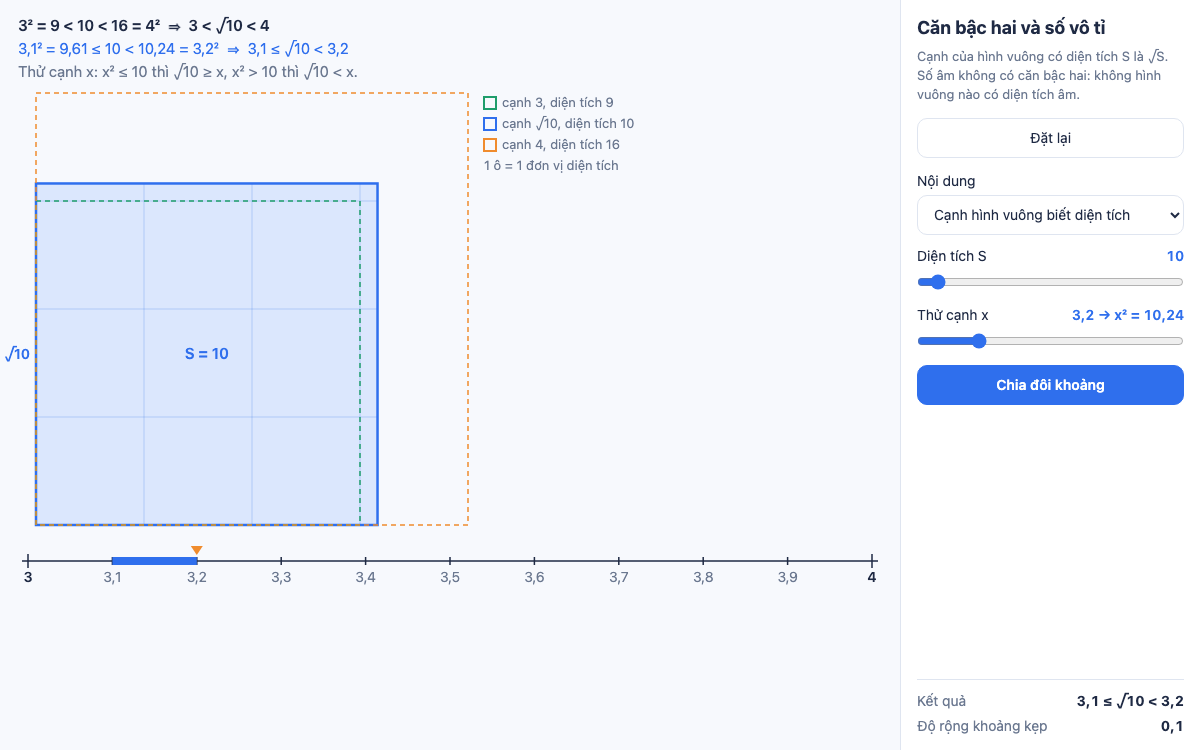 3² = 9 < 10 < 16 = 4² ⇒ 3 < √10 < 4
3,1² = 9,61 ≤ 10 < 10,24 = 3,2² ⇒ 3,1 ≤ √10 < 3,2
Thử cạnh x: x² ≤ 10 thì √10 ≥ x, x² > 10 thì √10 < x.
cạnh 3, diện tích 9
cạnh √10, diện tích 10
cạnh 4, diện tích 16
1 ô = 1 đơn vị diện tích
√10
S = 10
3 3,1 3,2 3,3 3,4 3,5 3,6 3,7 3,8 3,9 4
Căn bậc hai và số vô tỉ
Cạnh của hình vuông có diện tích S là √S.
Số âm không có căn bậc hai: không hình
vuông nào có diện tích âm.
Đặt lại
Nội dung
Cạnh hình vuông biết diện tích
Diện tích S 10
Thử cạnh x 3,2 → x² = 10,24
Chia đôi khoảng
Kết quả 3,1 ≤ √10 < 3,2
Độ rộng khoảng kẹp 0,1